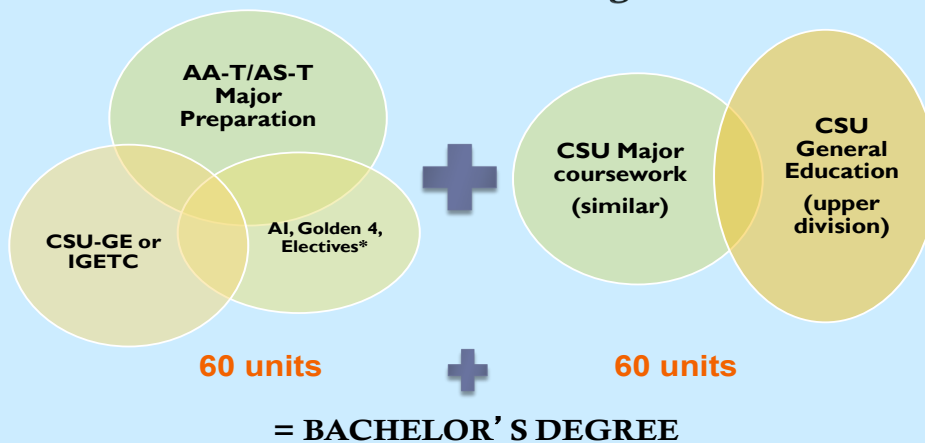 AA-T/AS-T
Major
Preparation
CSU-GE or
IGETC
AI, Golden 4,
Electives*
CSU Major
coursework
(similar)
CSU
General
Education
(upper
division)
60 units
60 units
= BACHELOR’ S DEGREE